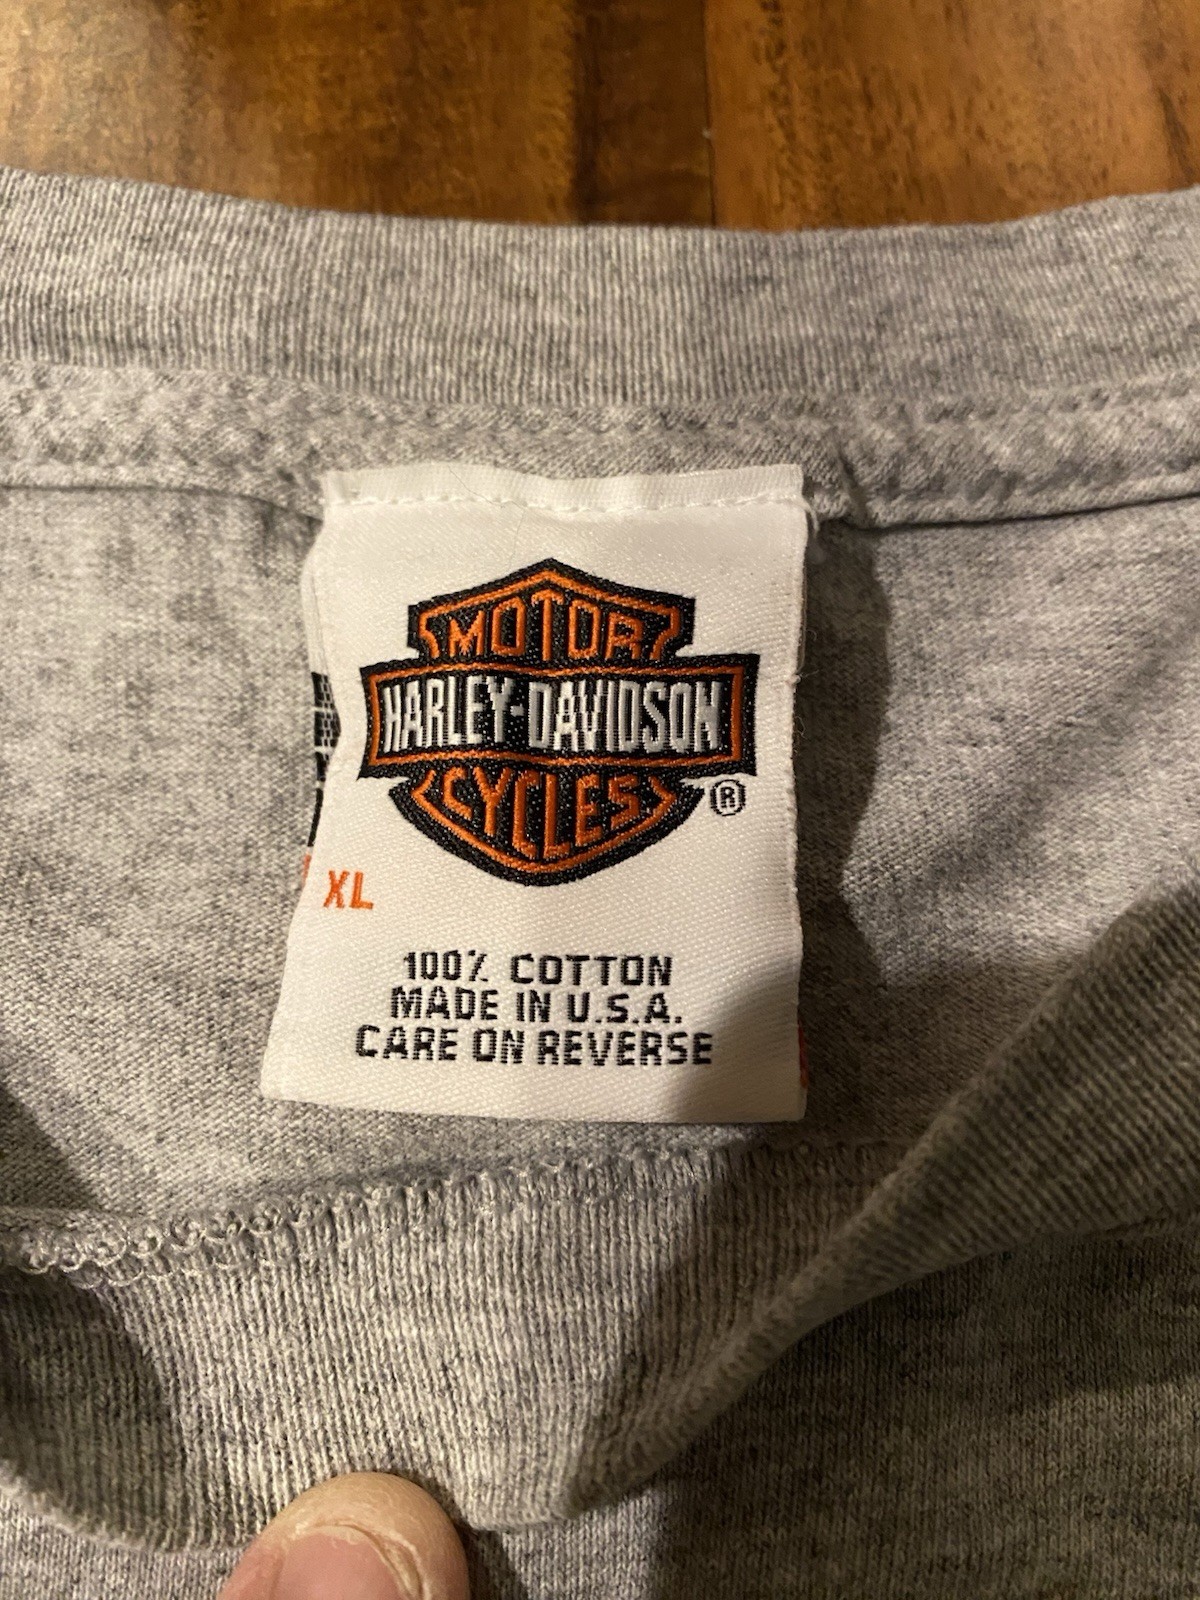 MOTOR
HARLEY-DAVIDSON
CYCLES
®
XL
100% COTTON
MADE IN U.S.A.
CARE ON REVERSE